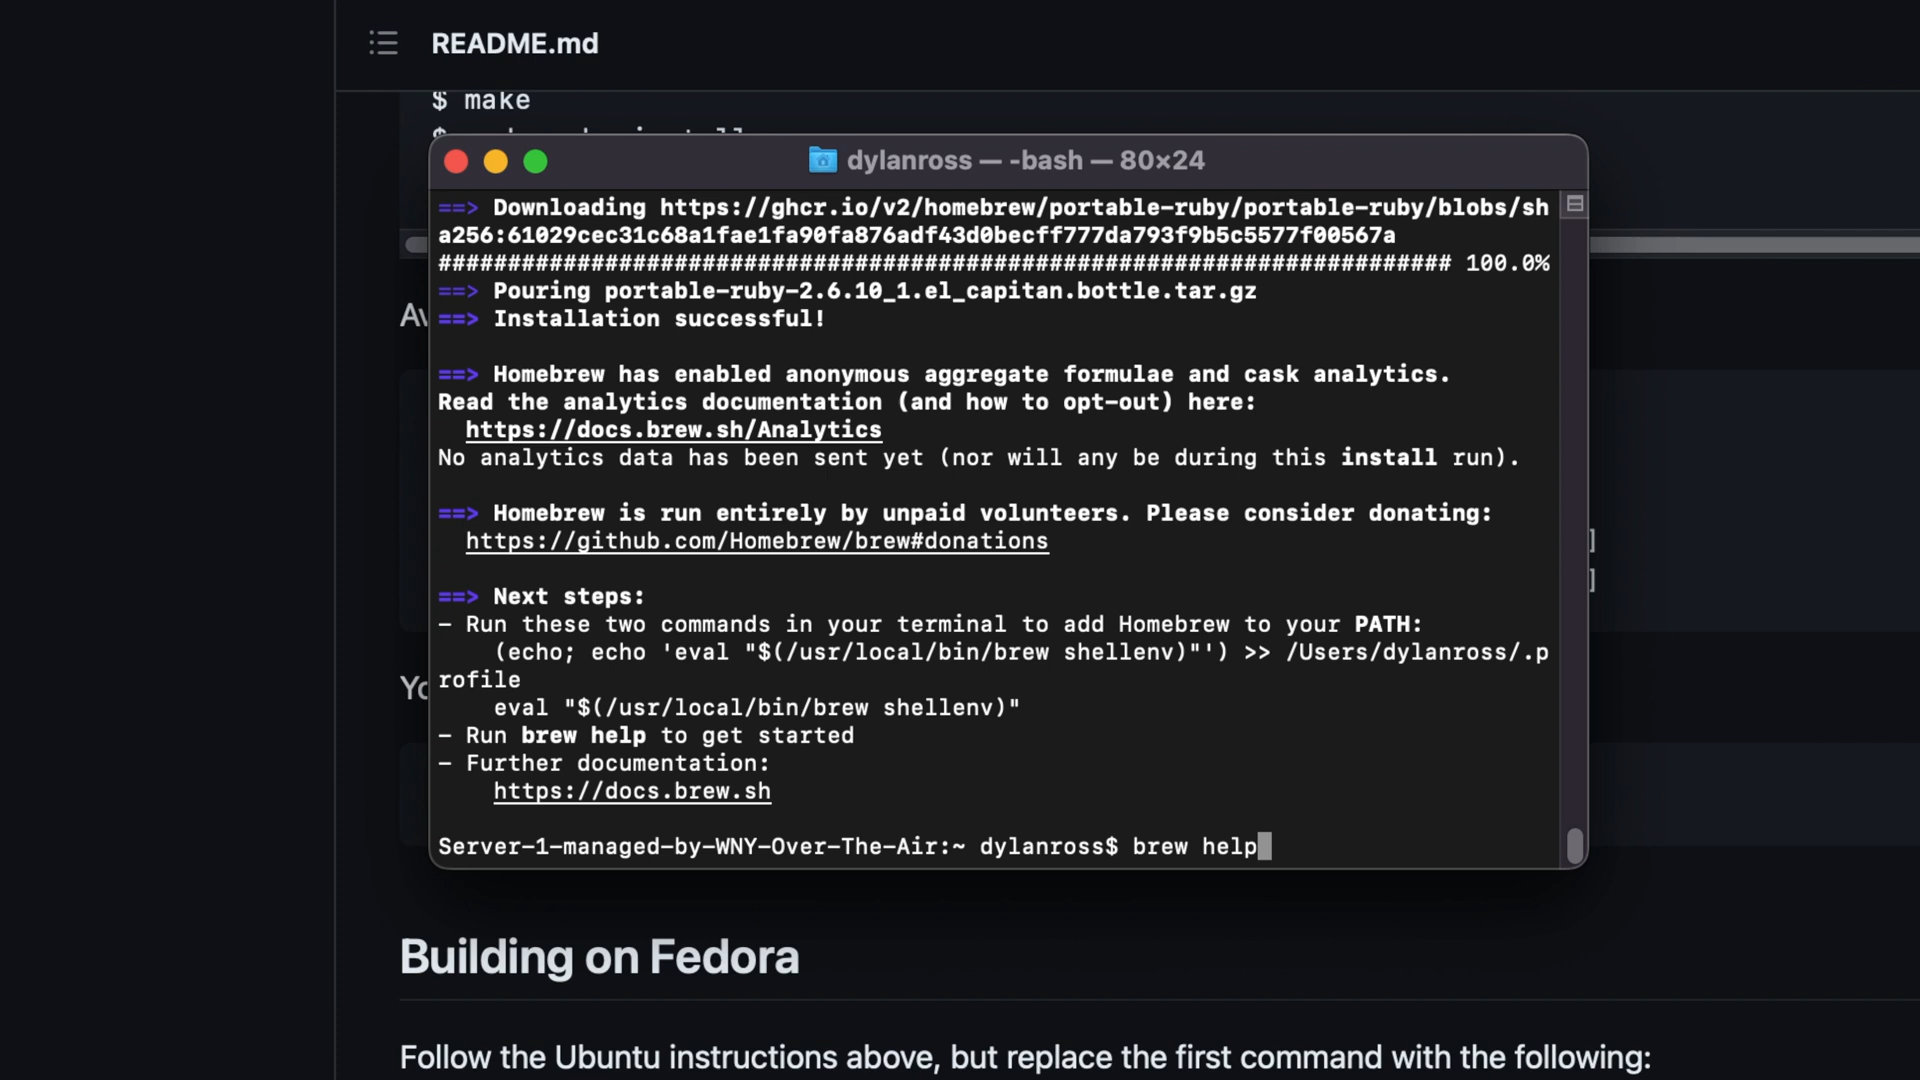 README.md
$ make
dylanross — -bash — 80×24
==> Downloading https://ghcr.io/v2/homebrew/portable-ruby/portable-ruby/blobs/sh
a256:61029cec31c68a1fae1fa90fa876adf43d0becff777da793f9b5c5577f00567a
######################################################################### 100.0%
==> Pouring portable-ruby-2.6.10_1.el_capitan.bottle.tar.gz
==> Installation successful!
==> Homebrew has enabled anonymous aggregate formulae and cask analytics.
Read the analytics documentation (and how to opt-out) here:
https://docs.brew.sh/Analytics
No analytics data has been sent yet (nor will any be during this install run).
==> Homebrew is run entirely by unpaid volunteers. Please consider donating:
https://github.com/Homebrew/brew#donations
==> Next steps:
- Run these two commands in your terminal to add Homebrew to your PATH:
(echo; echo 'eval "$(/usr/local/bin/brew shellenv)"') >> /Users/dylanross/.p
rofile
eval "$(/usr/local/bin/brew shellenv)"
- Run brew help to get started
- Further documentation:
https://docs.brew.sh
Server-1-managed-by-WNY-Over-The-Air:~ dylanross$ brew help
Building on Fedora
Follow the Ubuntu instructions above, but replace the first command with the following: